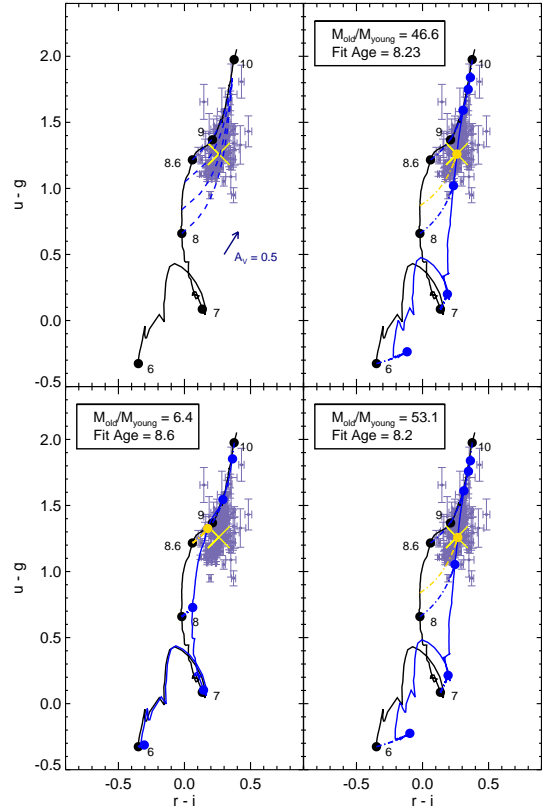 2.0
1.5
1.0
0.5
0.0
-0.5
u - g
10
9
8.6
8
7
6
A_V = 0.5
M_old/M_young = 46.6
Fit Age = 8.23
10
9
8.6
8
7
6
2.0
1.5
1.0
0.5
0.0
-0.5
u - g
M_old/M_young = 6.4
Fit Age = 8.6
10
9
8.6
8
7
6
-0.5 0.0 0.5
r - i
M_old/M_young = 53.1
Fit Age = 8.2
10
9
8.6
8
7
6
-0.5 0.0 0.5
r - i